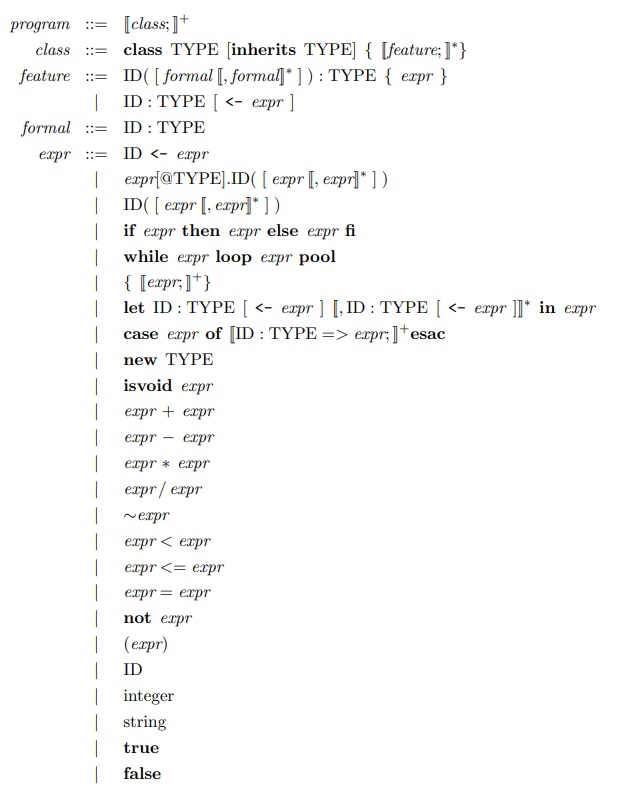 program ::= ⟦class;⟧⁺
class ::= class TYPE [inherits TYPE] { ⟦feature;⟧*}
feature ::= ID( [ formal ⟦, formal⟧* ] ) : TYPE { expr }
| ID : TYPE [ <- expr ]
formal ::= ID : TYPE
expr ::= ID <- expr
| expr[@TYPE].ID( [ expr ⟦, expr⟧* ] )
| ID( [ expr ⟦, expr⟧* ] )
| if expr then expr else expr fi
| while expr loop expr pool
| { ⟦expr;⟧⁺}
| let ID : TYPE [ <- expr ] ⟦, ID : TYPE [ <- expr ]⟧* in expr
| case expr of ⟦ID : TYPE => expr;⟧⁺esac
| new TYPE
| isvoid expr
| expr + expr
| expr − expr
| expr ∗ expr
| expr / expr
| ∼expr
| expr < expr
| expr <= expr
| expr = expr
| not expr
| (expr)
| ID
| integer
| string
| true
| false